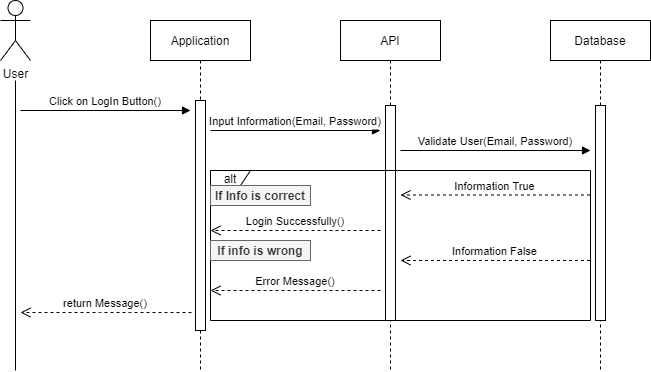 Application
API
Database
User
Click on LogIn Button()
Input Information(Email, Password)
Validate User(Email, Password)
alt
If Info is correct
Information True
Login Successfully()
If info is wrong
Information False
Error Message()
return Message()